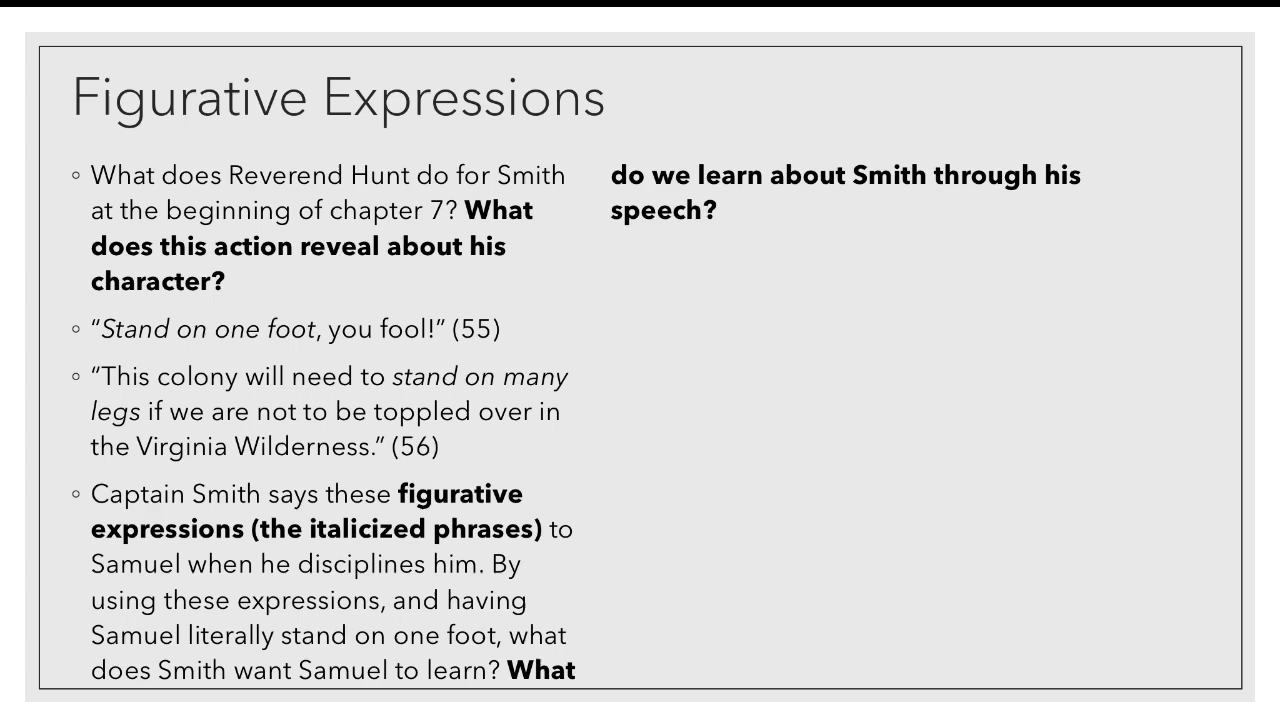 Figurative Expressions
◦ What does Reverend Hunt do for Smith
at the beginning of chapter 7? What
does this action reveal about his
character?
◦ “Stand on one foot, you fool!” (55)
◦ “This colony will need to stand on many
legs if we are not to be toppled over in
the Virginia Wilderness.” (56)
◦ Captain Smith says these figurative
expressions (the italicized phrases) to
Samuel when he disciplines him. By
using these expressions, and having
Samuel literally stand on one foot, what
does Smith want Samuel to learn? What
do we learn about Smith through his
speech?